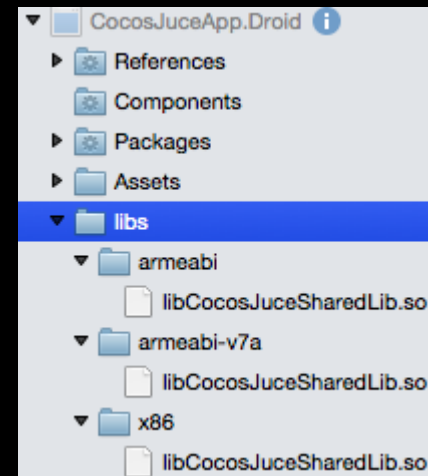 CocosJuceApp.Droid
References
Components
Packages
Assets
libs
armeabi
libCocosJuceSharedLib.so
armeabi-v7a
libCocosJuceSharedLib.so
x86
libCocosJuceSharedLib.so